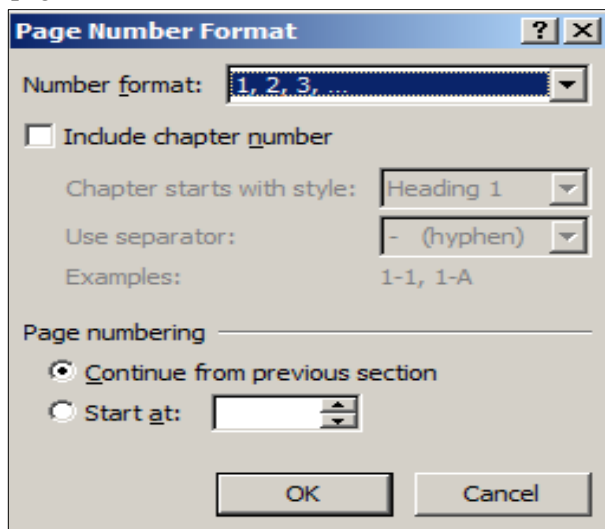 Page Number Format
Number format: 1, 2, 3, ...
Include chapter number
Chapter starts with style: Heading 1
Use separator: - (hyphen)
Examples: 1-1, 1-A
Page numbering
Continue from previous section
Start at:
OK Cancel